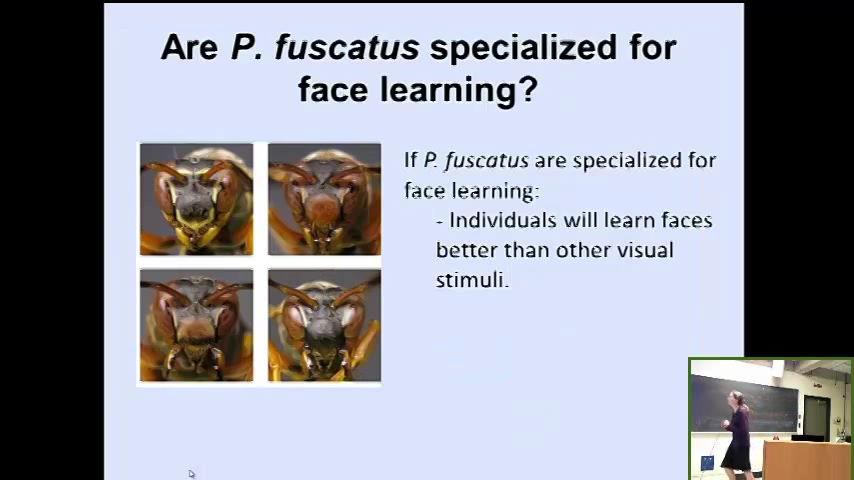 Are P. fuscatus specialized for
face learning?
If P. fuscatus are specialized for
face learning:
- Individuals will learn faces
better than other visual
stimuli.